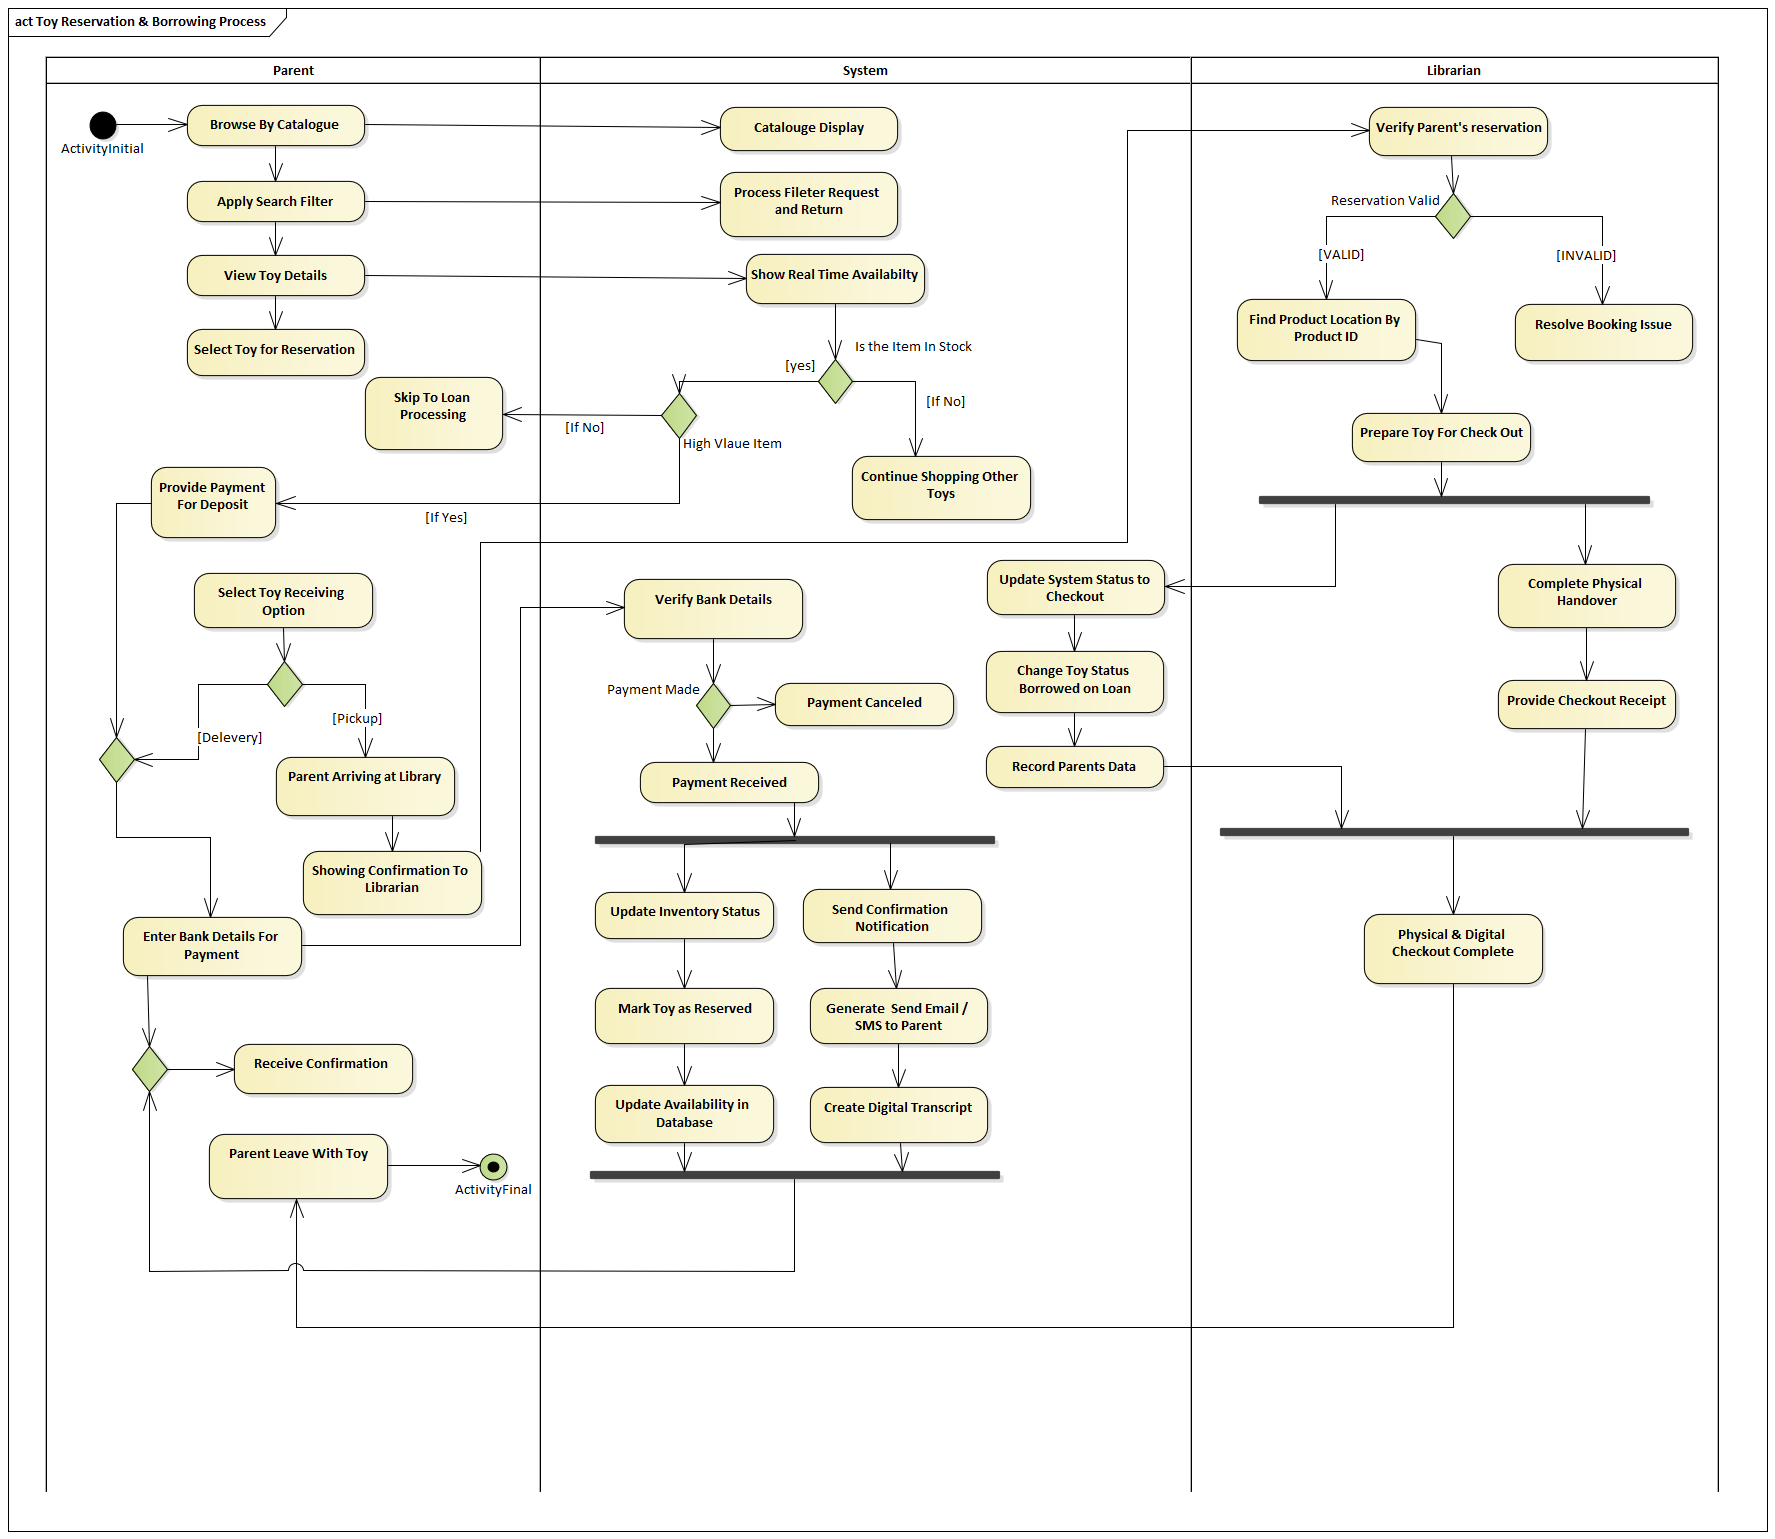 act Toy Reservation & Borrowing Process
Parent
System
Librarian
ActivityInitial
Browse By Catalogue
Catalouge Display
Verify Parent's reservation
Apply Search Filter
Process Fileter Request
and Return
Reservation Valid
[VALID]
[INVALID]
View Toy Details
Show Real Time Availabilty
Find Product Location By
Product ID
Resolve Booking Issue
Select Toy for Reservation
Is the Item In Stock
[yes]
[If No]
Skip To Loan
Processing
[If No]
High Vlaue Item
Prepare Toy For Check Out
Continue Shopping Other
Toys
Provide Payment
For Deposit
[If Yes]
Select Toy Receiving
Option
Verify Bank Details
Update System Status to
Checkout
Complete Physical
Handover
Payment Made
Payment Canceled
Change Toy Status
Borrowed on Loan
Provide Checkout Receipt
[Pickup]
[Delevery]
Parent Arriving at Library
Payment Received
Record Parents Data
Showing Confirmation To
Librarian
Update Inventory Status
Send Confirmation
Notification
Enter Bank Details For
Payment
Physical & Digital
Checkout Complete
Mark Toy as Reserved
Generate  Send Email /
SMS to Parent
Receive Confirmation
Update Availability in
Database
Create Digital Transcript
Parent Leave With Toy
ActivityFinal